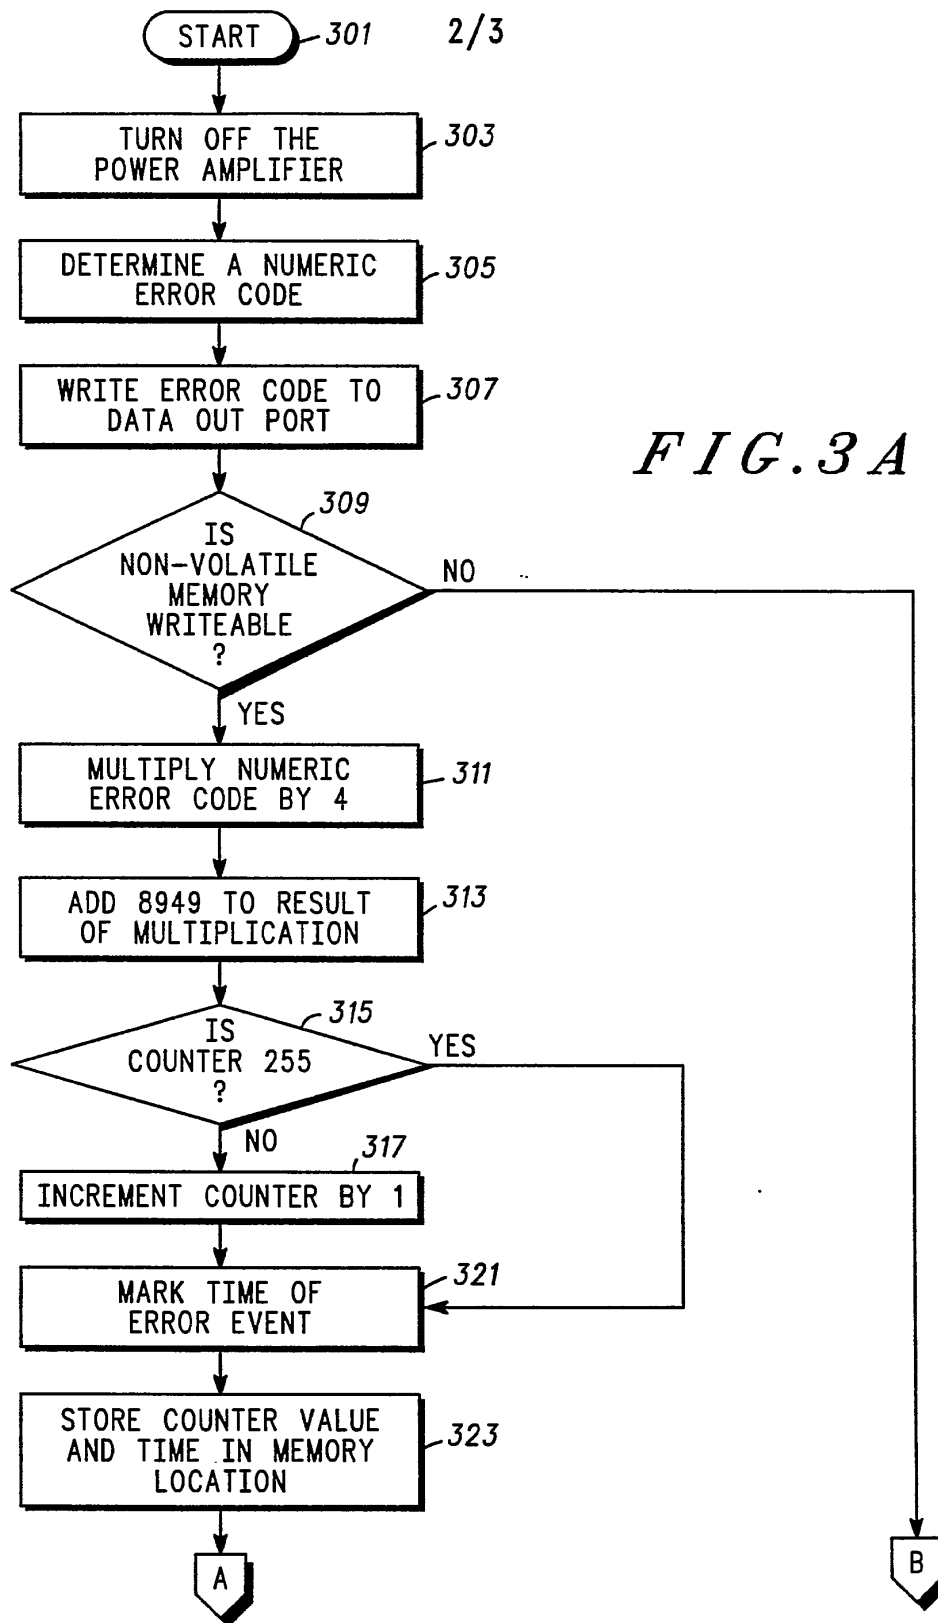 START
301
2/3
TURN OFF THE
POWER AMPLIFIER
303
DETERMINE A NUMERIC
ERROR CODE
305
WRITE ERROR CODE TO
DATA OUT PORT
307
FIG.3A
309
IS
NON-VOLATILE
MEMORY
WRITEABLE
?
NO
YES
MULTIPLY NUMERIC
ERROR CODE BY 4
311
ADD 8949 TO RESULT
OF MULTIPLICATION
313
315
IS
COUNTER 255
?
YES
NO
317
INCREMENT COUNTER BY 1
MARK TIME OF
ERROR EVENT
321
STORE COUNTER VALUE
AND TIME IN MEMORY
LOCATION
323
A
B